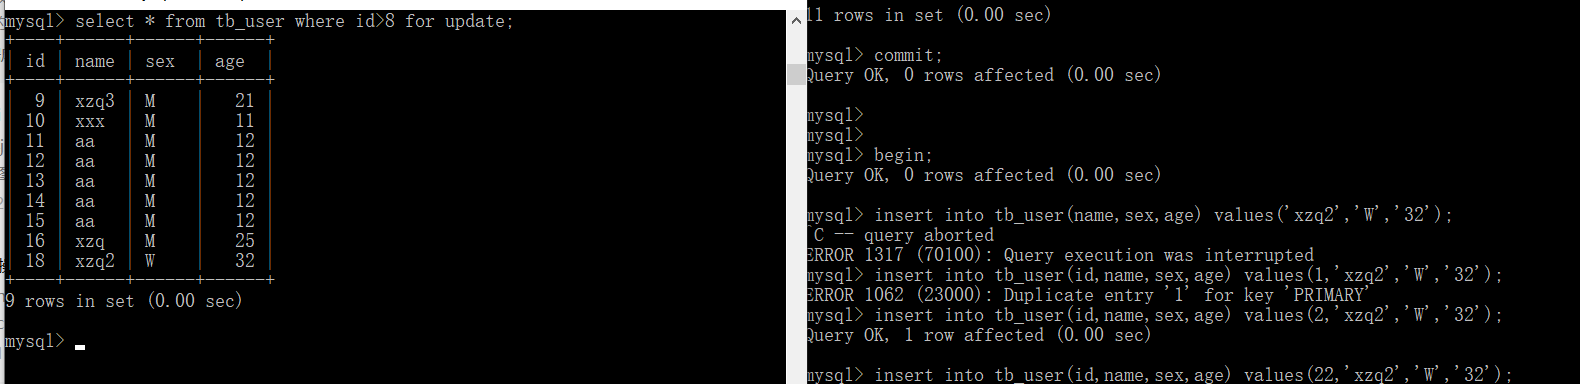 mysql> select * from tb_user where id>8 for update;
+----+------+------+------+
| id | name | sex | age |
+----+------+------+------+
| 9 | xzq3 | M | 21 |
| 10 | xxx | M | 11 |
| 11 | aa | M | 12 |
| 12 | aa | M | 12 |
| 13 | aa | M | 12 |
| 14 | aa | M | 12 |
| 15 | aa | M | 12 |
| 16 | xzq | M | 25 |
| 18 | xzq2 | W | 32 |
+----+------+------+------+
9 rows in set (0.00 sec)
mysql>
11 rows in set (0.00 sec)
mysql> commit;
Query OK, 0 rows affected (0.00 sec)
mysql>
mysql>
mysql> begin;
Query OK, 0 rows affected (0.00 sec)
mysql> insert into tb_user(name,sex,age) values('xzq2','W','32');
^C -- query aborted
ERROR 1317 (70100): Query execution was interrupted
mysql> insert into tb_user(id,name,sex,age) values(1,'xzq2','W','32');
ERROR 1062 (23000): Duplicate entry '1' for key 'PRIMARY'
mysql> insert into tb_user(id,name,sex,age) values(2,'xzq2','W','32');
Query OK, 1 row affected (0.00 sec)
mysql> insert into tb_user(id,name,sex,age) values(22,'xzq2','W','32');